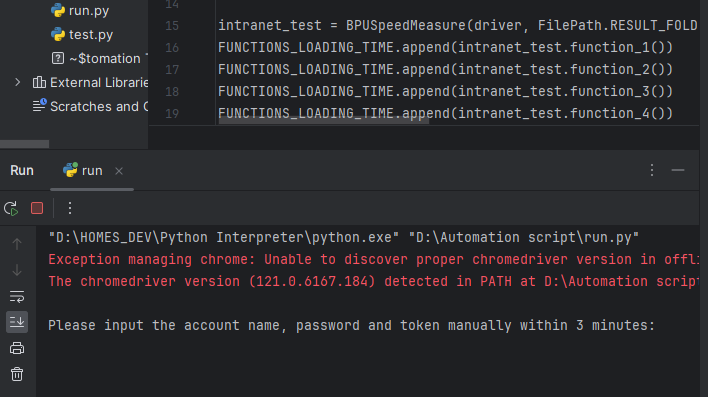 run.py
test.py
~$tomation
External Librarie
Scratches and
14
15 intranet_test = BPUSpeedMeasure(driver, FilePath.RESULT_FOLD
16 FUNCTIONS_LOADING_TIME.append(intranet_test.function_1())
17 FUNCTIONS_LOADING_TIME.append(intranet_test.function_2())
18 FUNCTIONS_LOADING_TIME.append(intranet_test.function_3())
19 FUNCTIONS_LOADING_TIME.append(intranet_test.function_4())
Run run
"D:\HOMES_DEV\Python Interpreter\python.exe" "D:\Automation script\run.py"
Exception managing chrome: Unable to discover proper chromedriver version in offli
The chromedriver version (121.0.6167.184) detected in PATH at D:\Automation script
Please input the account name, password and token manually within 3 minutes: